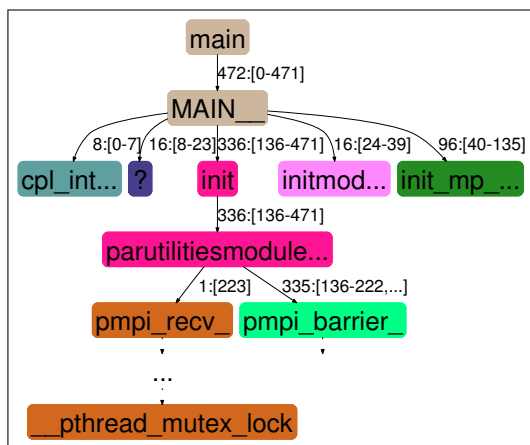 main
472:[0-471]
MAIN__
8:[0-7] 16:[8-23] 336:[136-471] 16:[24-39] 96:[40-135]
cpl_int... ? init initmod... init_mp_...
336:[136-471]
parutilitiesmodule...
1:[223] 335:[136-222,...]
pmpi_recv_ pmpi_barrier_
...
__pthread_mutex_lock